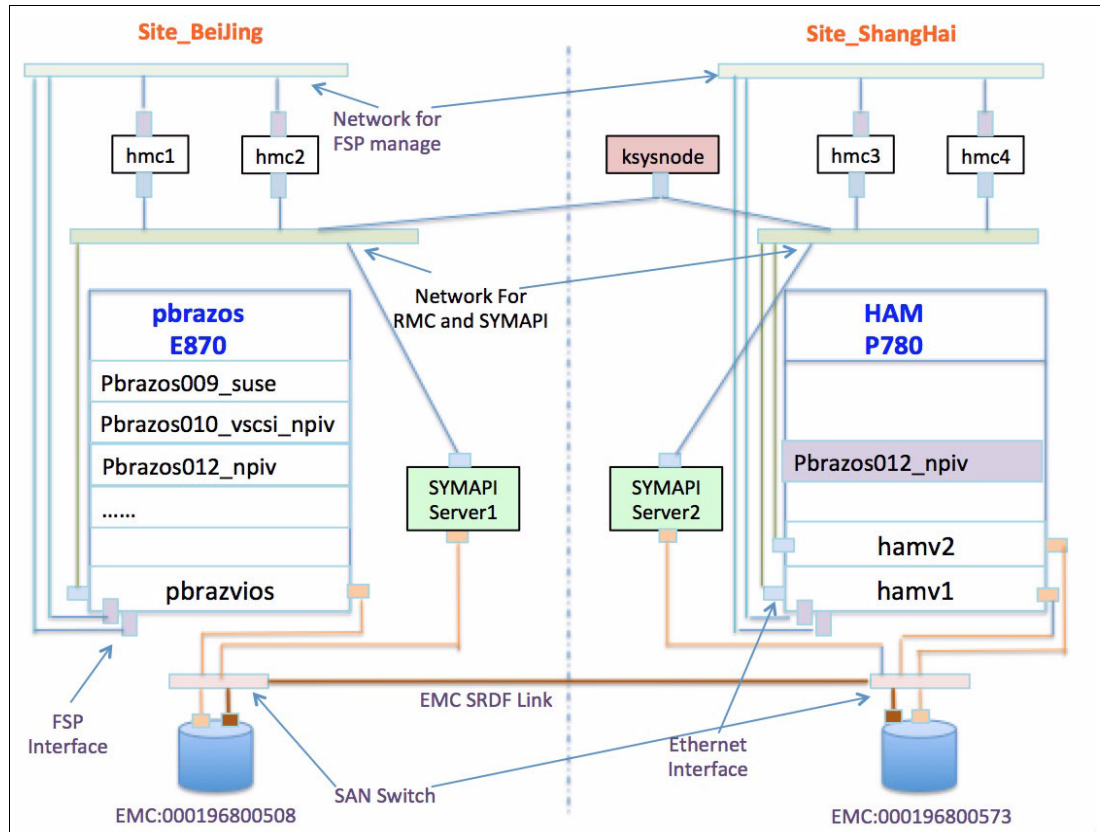 Site_BeiJing
Site_ShangHai
Network for
FSP manage
hmc1
hmc2
ksysnode
hmc3
hmc4
Network For
RMC and SYMAPI
pbrazos
E870
Pbrazos009_suse
Pbrazos010_vscsi_npiv
Pbrazos012_npiv
......
pbrazvios
SYMAPI
Server1
SYMAPI
Server2
HAM
P780
Pbrazos012_npiv
hamv2
hamv1
EMC SRDF Link
FSP
Interface
Ethernet
Interface
SAN Switch
EMC:000196800508
EMC:000196800573